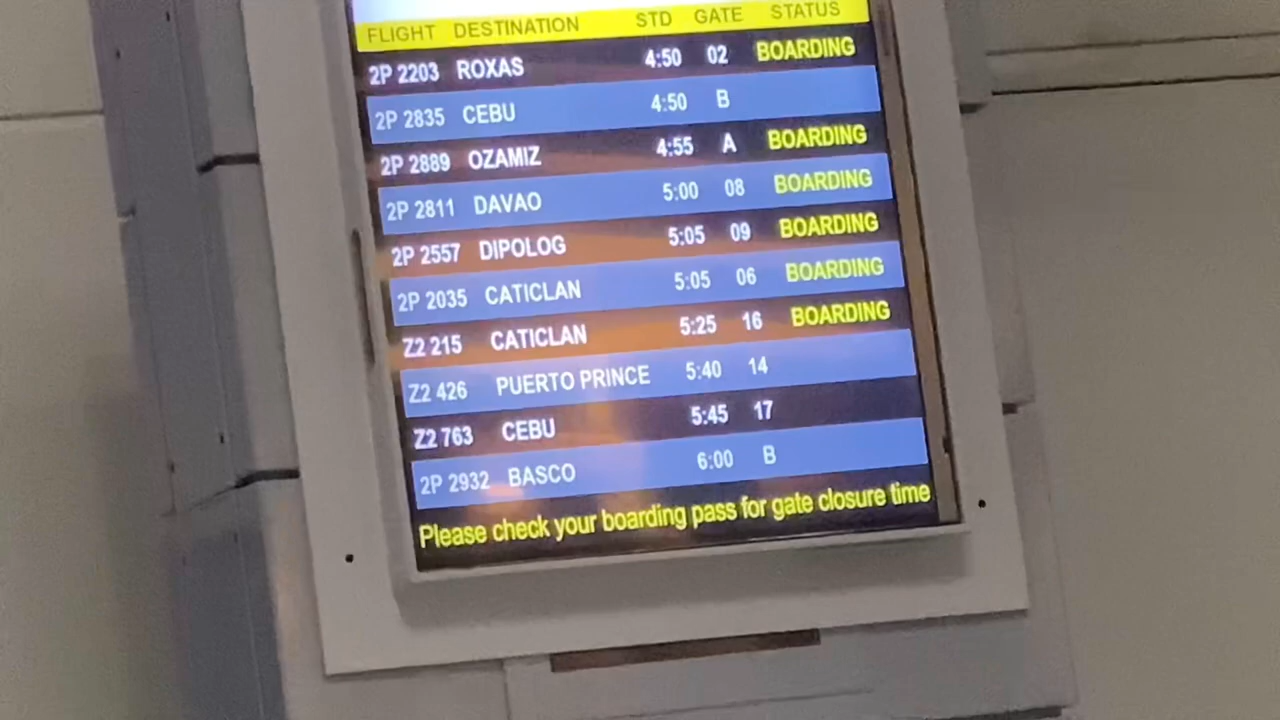 FLIGHT DESTINATION STD GATE STATUS
2P 2203 ROXAS 4:50 02 BOARDING
2P 2835 CEBU 4:50 B
2P 2889 OZAMIZ 4:55 A BOARDING
2P 2811 DAVAO 5:00 08 BOARDING
2P 2557 DIPOLOG 5:05 09 BOARDING
2P 2035 CATICLAN 5:05 06 BOARDING
Z2 215 CATICLAN 5:25 16 BOARDING
Z2 426 PUERTO PRINCE 5:40 14
Z2 763 CEBU 5:45 17
2P 2932 BASCO 6:00 B
Please check your boarding pass for gate closure time